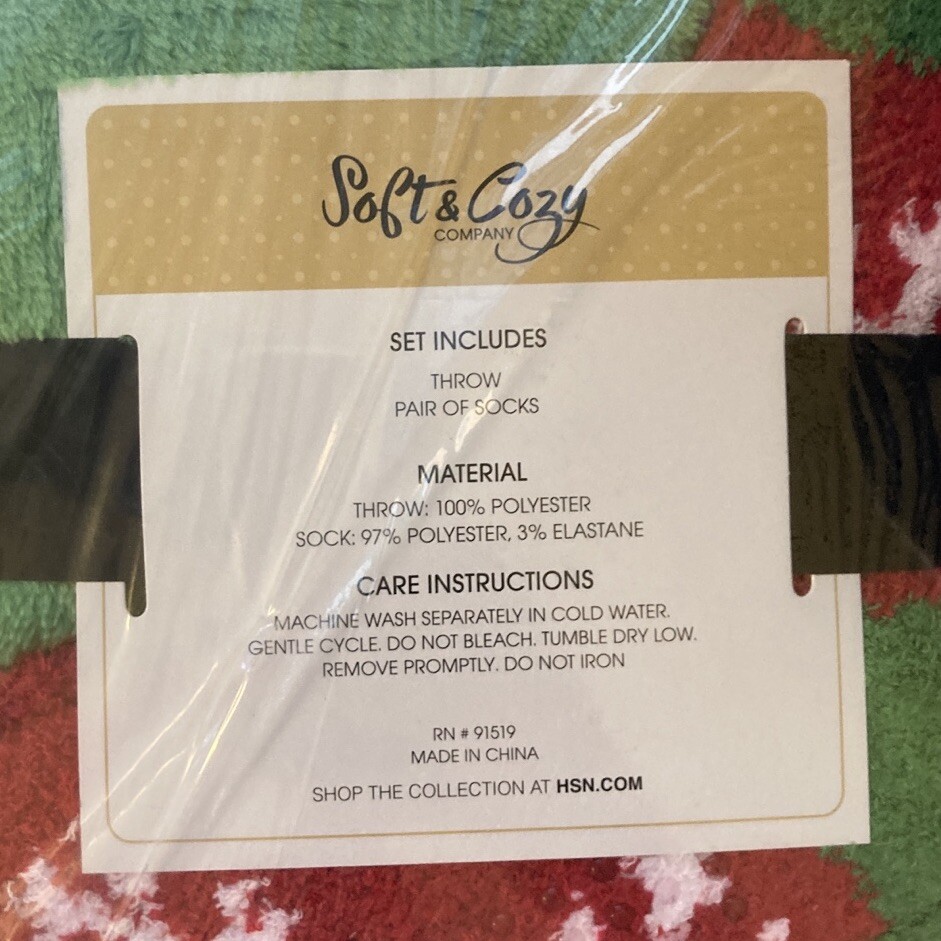 Soft & Cozy
COMPANY
SET INCLUDES
THROW
PAIR OF SOCKS
MATERIAL
THROW: 100% POLYESTER
SOCK: 97% POLYESTER, 3% ELASTANE
CARE INSTRUCTIONS
MACHINE WASH SEPARATELY IN COLD WATER.
GENTLE CYCLE. DO NOT BLEACH. TUMBLE DRY LOW.
REMOVE PROMPTLY. DO NOT IRON
RN # 91519
MADE IN CHINA
SHOP THE COLLECTION AT HSN.COM